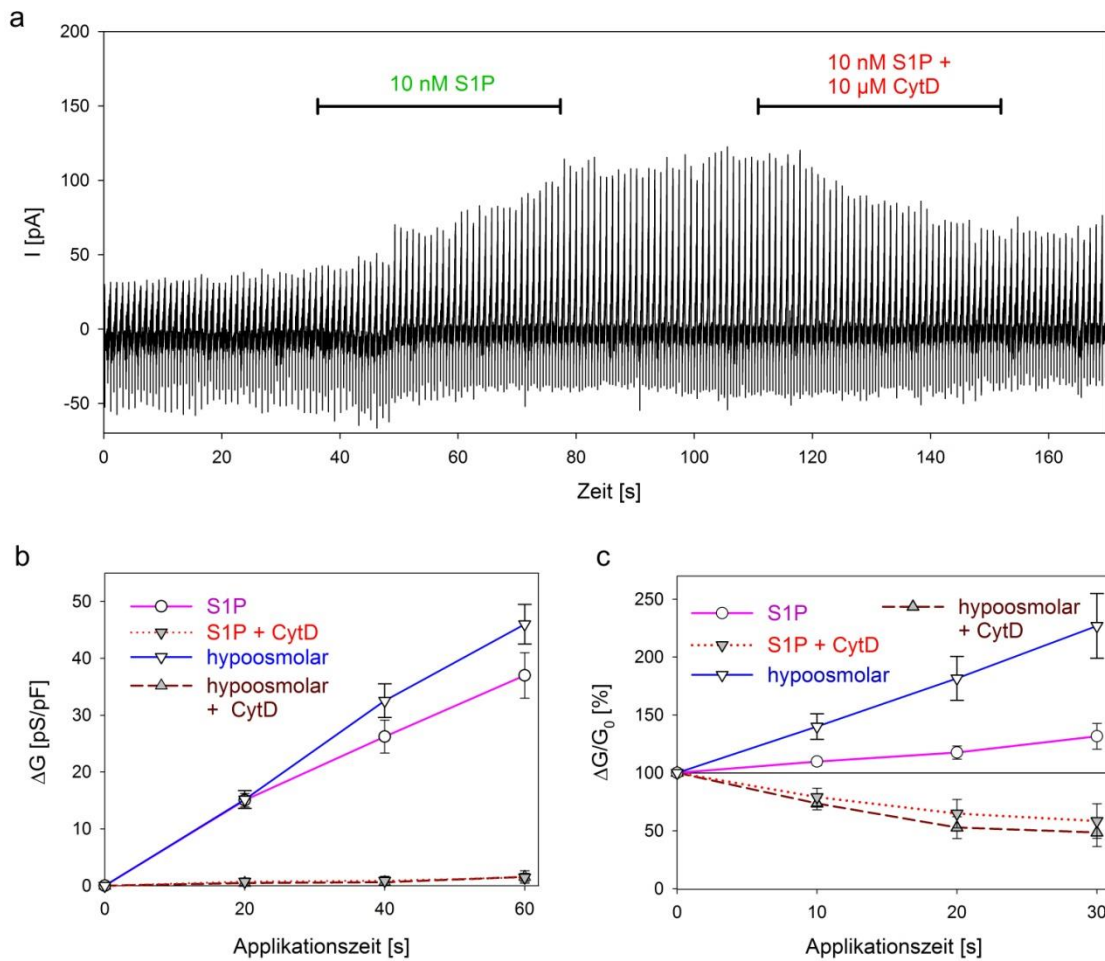 a
200
150
100
50
0
-50
I [pA]
10 nM S1P
10 nM S1P +
10 µM CytD
0 20 40 60 80 100 120 140 160
Zeit [s]
b
50
40
30
20
10
0
ΔG [pS/pF]
S1P
S1P + CytD
hypoosmolar
hypoosmolar
+ CytD
0 20 40 60
Applikationszeit [s]
c
250
200
150
100
50
0
ΔG/G₀ [%]
S1P
S1P + CytD
hypoosmolar
hypoosmolar
+ CytD
0 10 20 30
Applikationszeit [s]